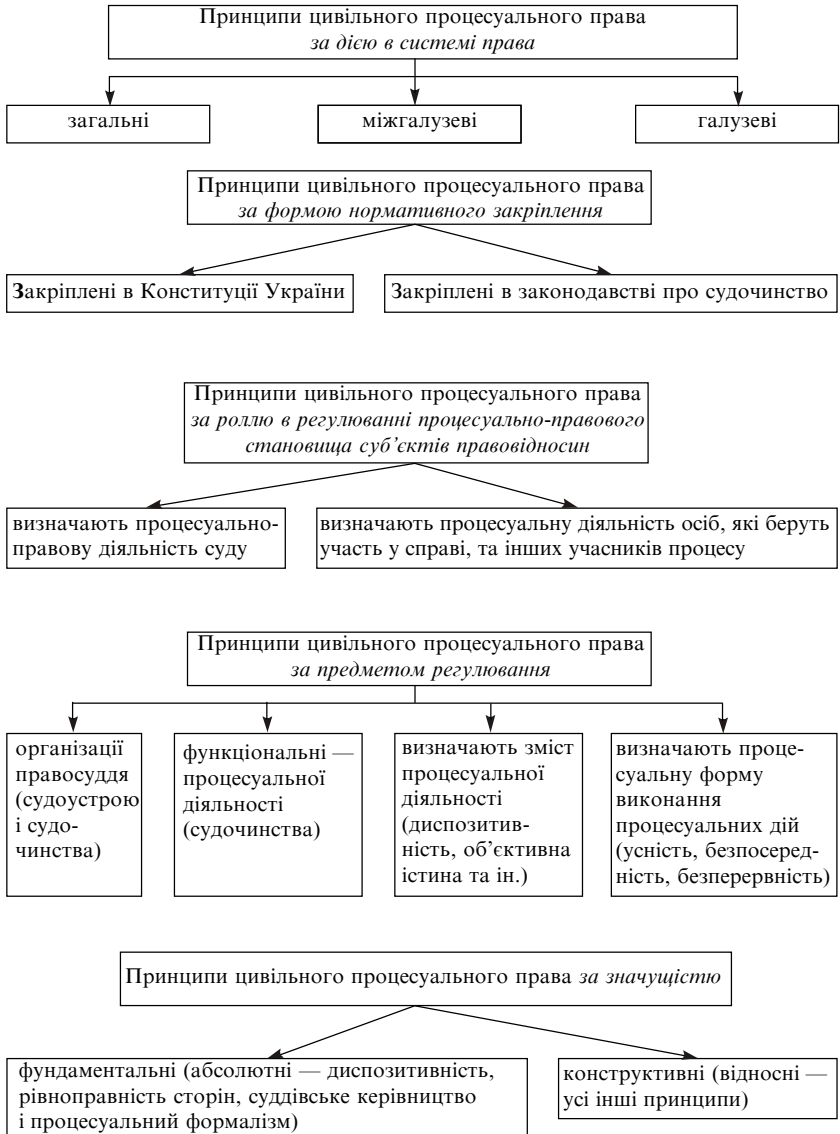 Принципи цивільного процесуального права
за дією в системі права
загальні
міжгалузеві
галузеві
Принципи цивільного процесуального права
за формою нормативного закріплення
Закріплені в Конституції України
Закріплені в законодавстві про судочинство
Принципи цивільного процесуального права
за роллю в регулюванні процесуально-правового
становища суб’єктів правовідносин
визначають процесуально-
правову діяльність суду
визначають процесуальну діяльність осіб, які беруть
участь у справі, та інших учасників процесу
Принципи цивільного процесуального права
за предметом регулювання
організації
правосуддя
(судоустрою
і судо-
чинства)
функціональні —
процесуальної
діяльності
(судочинства)
визначають зміст
процесуальної
діяльності
(диспозитив-
ність, об’єктивна
істина та ін.)
визначають проце-
суальну форму
виконання
процесуальних дій
(усність, безпосеред-
ність, безперервність)
Принципи цивільного процесуального права за значущістю
фундаментальні (абсолютні — диспозитивність,
рівноправність сторін, суддівське керівництво
і процесуальний формалізм)
конструктивні (відносні —
усі інші принципи)